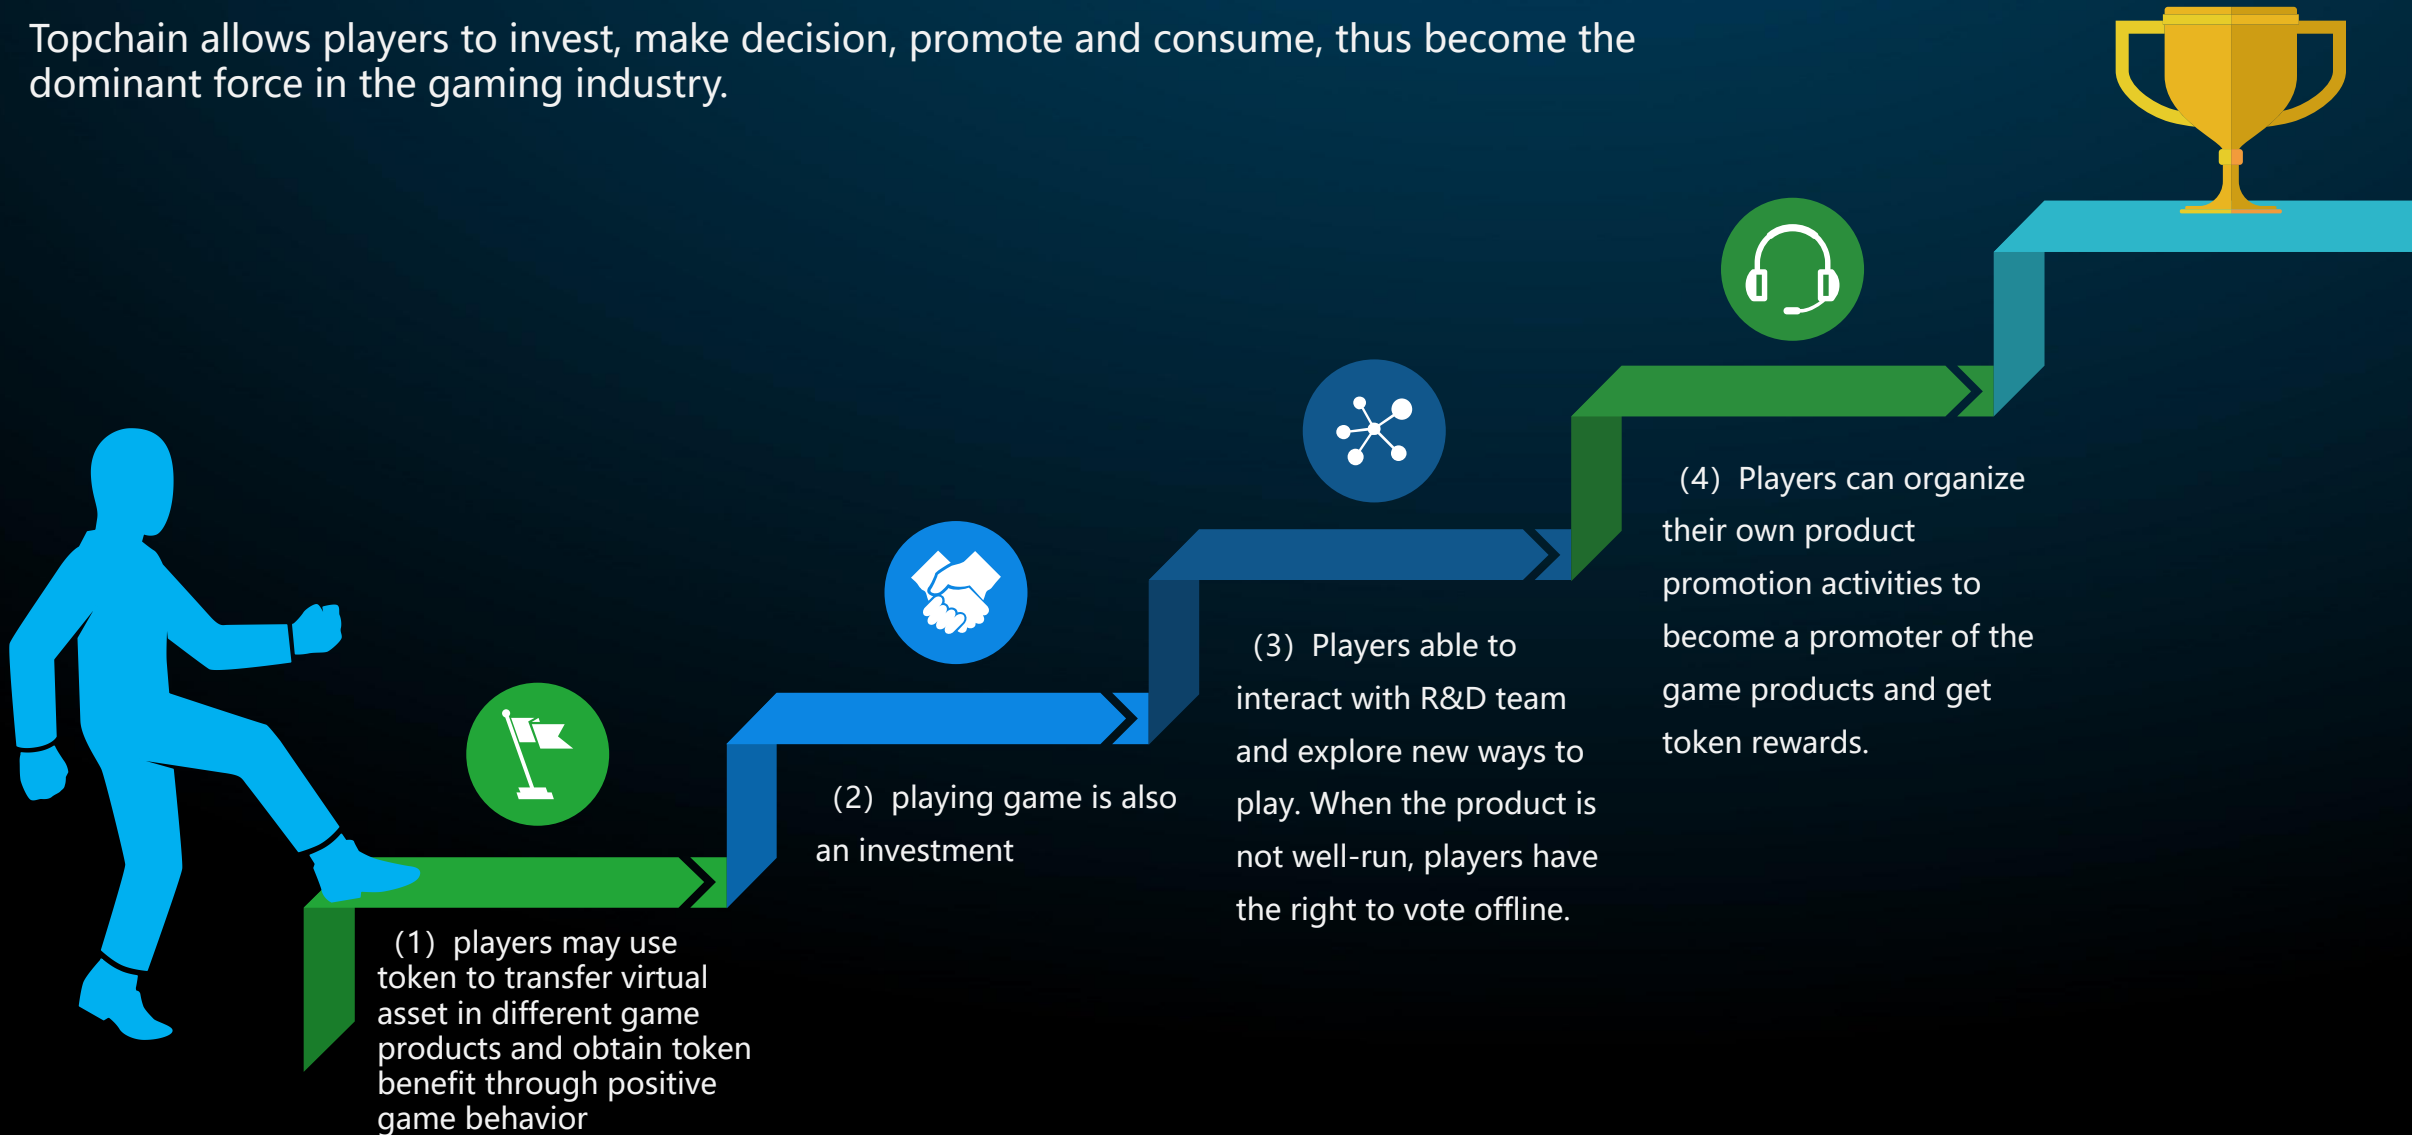 Topchain allows players to invest, make decision, promote and consume, thus become the
dominant force in the gaming industry.
（1）players may use
token to transfer virtual
asset in different game
products and obtain token
benefit through positive
game behavior
（2）playing game is also
an investment
（3）Players able to
interact with R&D team
and explore new ways to
play. When the product is
not well-run, players have
the right to vote offline.
（4）Players can organize
their own product
promotion activities to
become a promoter of the
game products and get
token rewards.